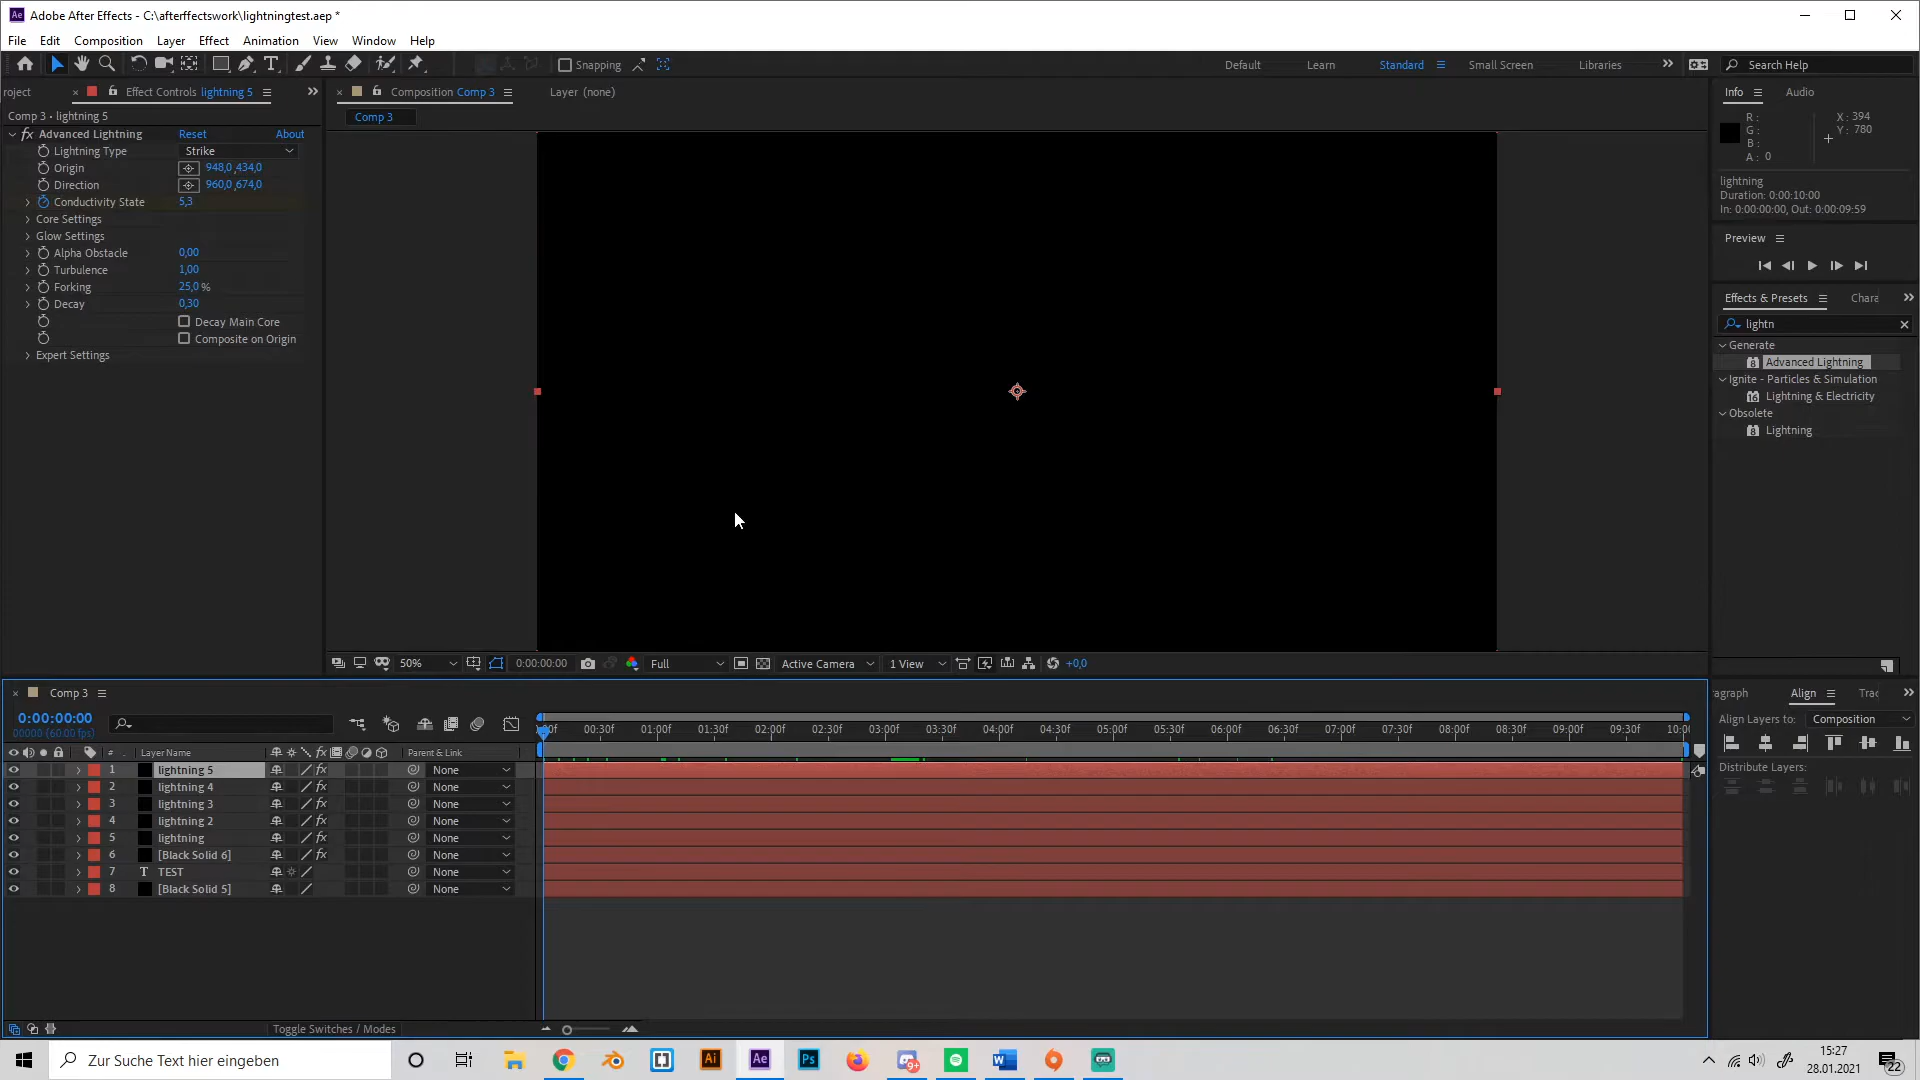 Adobe After Effects - C:\aftereffectswork\lightningtest.aep *
File Edit Composition Layer Effect Animation View Window Help
Snapping Default Learn Standard Small Screen Libraries Search Help
roject Effect Controls lightning 5 Composition Comp 3 Layer (none) Info Audio
Comp 3 • lightning 5
Comp 3
Advanced Lightning Reset About
Lightning Type Strike
Origin 948,0,434,0
Direction 960,0,674,0
Conductivity State 5,3
Core Settings
Glow Settings
Alpha Obstacle 0,00
Turbulence 1,00
Forking 25,0 %
Decay 0,30
Decay Main Core
Composite on Origin
Expert Settings
R: X: 394
G: Y: 780
B:
A: 0
lightning
Duration: 0:00:10:00
In: 0:00:00:00, Out: 0:00:09:59
Preview
Effects & Presets Chara
lightn
Generate
Advanced Lightning
Ignite - Particles & Simulation
Lightning & Electricity
Obsolete
Lightning
50% 0:00:00:00 Full Active Camera 1 View +0,0
Comp 3
0:00:00:00
00000 (60.00 fps)
# Layer Name Parent & Link
00f 00:30f 01:00f 01:30f 02:00f 02:30f 03:00f 03:30f 04:00f 04:30f 05:00f 05:30f 06:00f 06:30f 07:00f 07:30f 08:00f 08:30f 09:00f 09:30f 10:00
1 lightning 5 None
2 lightning 4 None
3 lightning 3 None
4 lightning 2 None
5 lightning None
6 [Black Solid 6] None
7 T TEST None
8 [Black Solid 5] None
Toggle Switches / Modes
ragraph Align Trac
Align Layers to: Composition
Distribute Layers:
Zur Suche Text hier eingeben
15:27
28.01.2021
22